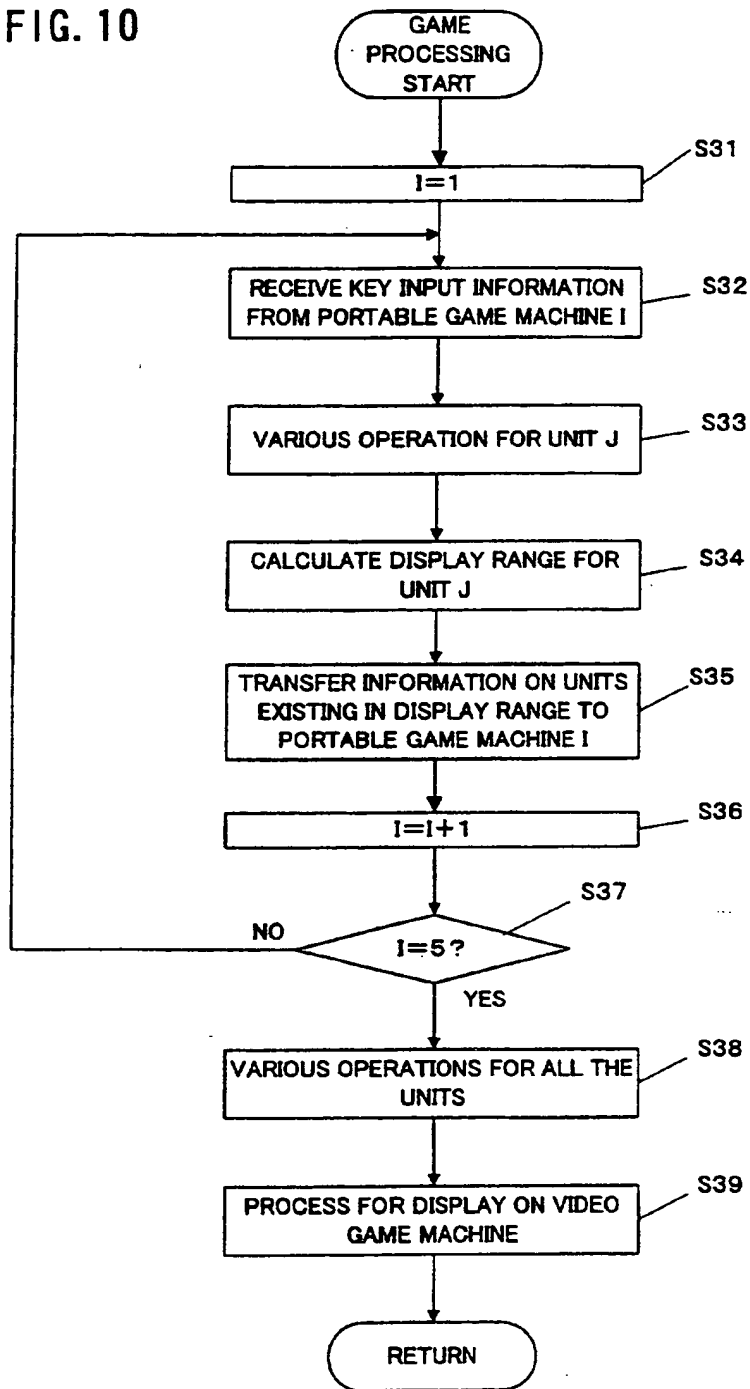 FIG. 10
GAME
PROCESSING
START
S31
I=1
S32
RECEIVE KEY INPUT INFORMATION
FROM PORTABLE GAME MACHINE I
S33
VARIOUS OPERATION FOR UNIT J
S34
CALCULATE DISPLAY RANGE FOR
UNIT J
S35
TRANSFER INFORMATION ON UNITS
EXISTING IN DISPLAY RANGE TO
PORTABLE GAME MACHINE I
S36
I=I+1
S37
NO
I=5?
YES
S38
VARIOUS OPERATIONS FOR ALL THE
UNITS
S39
PROCESS FOR DISPLAY ON VIDEO
GAME MACHINE
RETURN